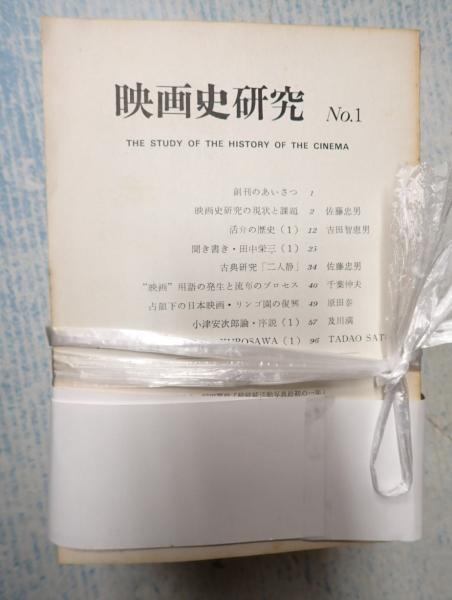 映画史研究 No.1
THE STUDY OF THE HISTORY OF THE CINEMA
創刊のあいさつ 1
映画史研究の現状と課題 2 佐藤忠男
活弁の歴史(1) 12 吉田智恵男
聞き書き・田中栄三(1) 25
古典研究「二人静」 34 佐藤忠男
“映画”用語の発生と流布のプロセス 40 千葉伸夫
占領下の日本映画・リンゴ園の復興 49 原田泰
小津安次郎論・序説(1) 57 及川満
KUROSAWA (1) 96 TADAO SAT